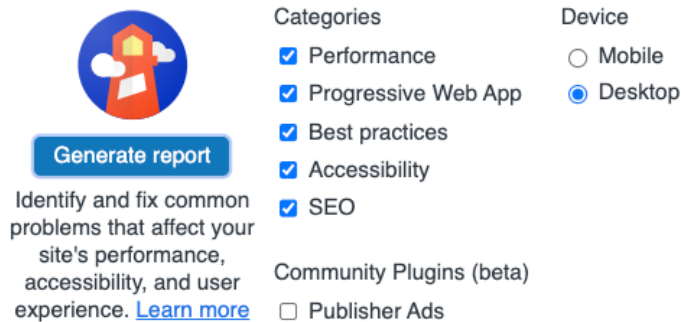 Generate report
Identify and fix common
problems that affect your
site's performance,
accessibility, and user
experience. Learn more
Categories
Performance
Progressive Web App
Best practices
Accessibility
SEO
Community Plugins (beta)
Publisher Ads
Device
Mobile
Desktop